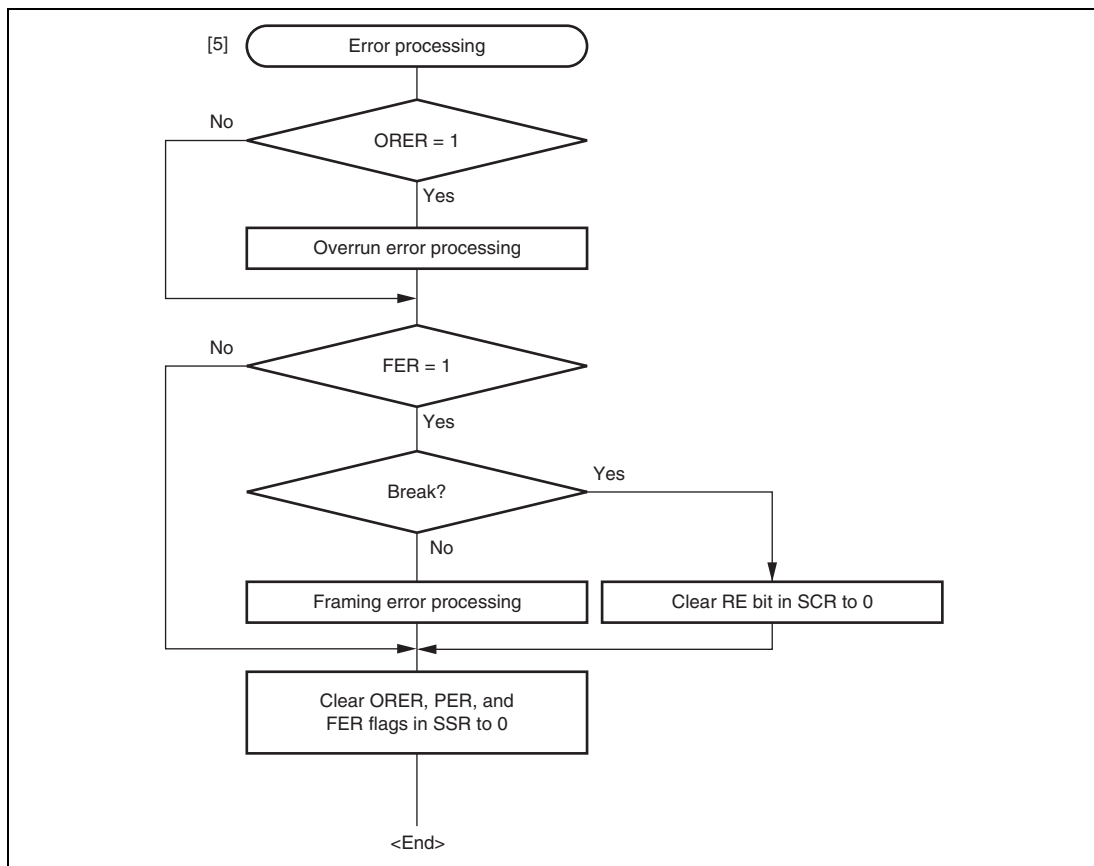 [5]
Error processing
No
ORER = 1
Yes
Overrun error processing
No
FER = 1
Yes
Yes
Break?
No
Framing error processing
Clear RE bit in SCR to 0
Clear ORER, PER, and
FER flags in SSR to 0
<End>